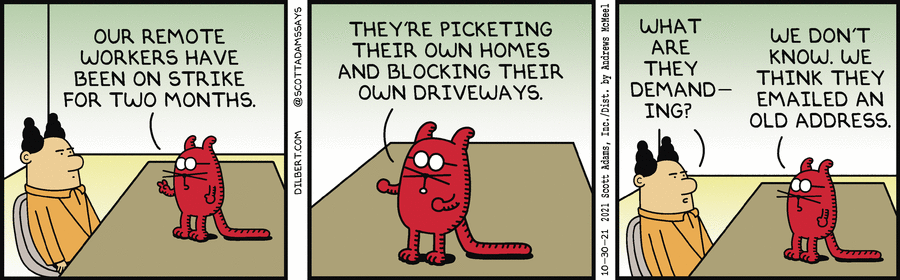 OUR REMOTE
WORKERS HAVE
BEEN ON STRIKE
FOR TWO MONTHS.
DILBERT.COM @SCOTTADAMSSAYS
THEY'RE PICKETING
THEIR OWN HOMES
AND BLOCKING THEIR
OWN DRIVEWAYS.
10-30-21 2021 Scott Adams, Inc./Dist. by Andrews McMeel
WHAT
ARE
THEY
DEMAND—
ING?
WE DON'T
KNOW. WE
THINK THEY
EMAILED AN
OLD ADDRESS.